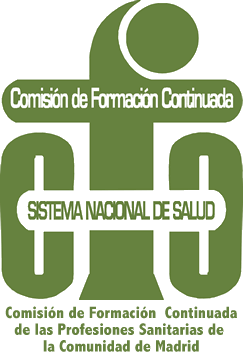 Comisión de Formación Continuada
SISTEMA NACIONAL DE SALUD
Comisión de Formación Continuada
de las Profesiones Sanitarias de
la Comunidad de Madrid